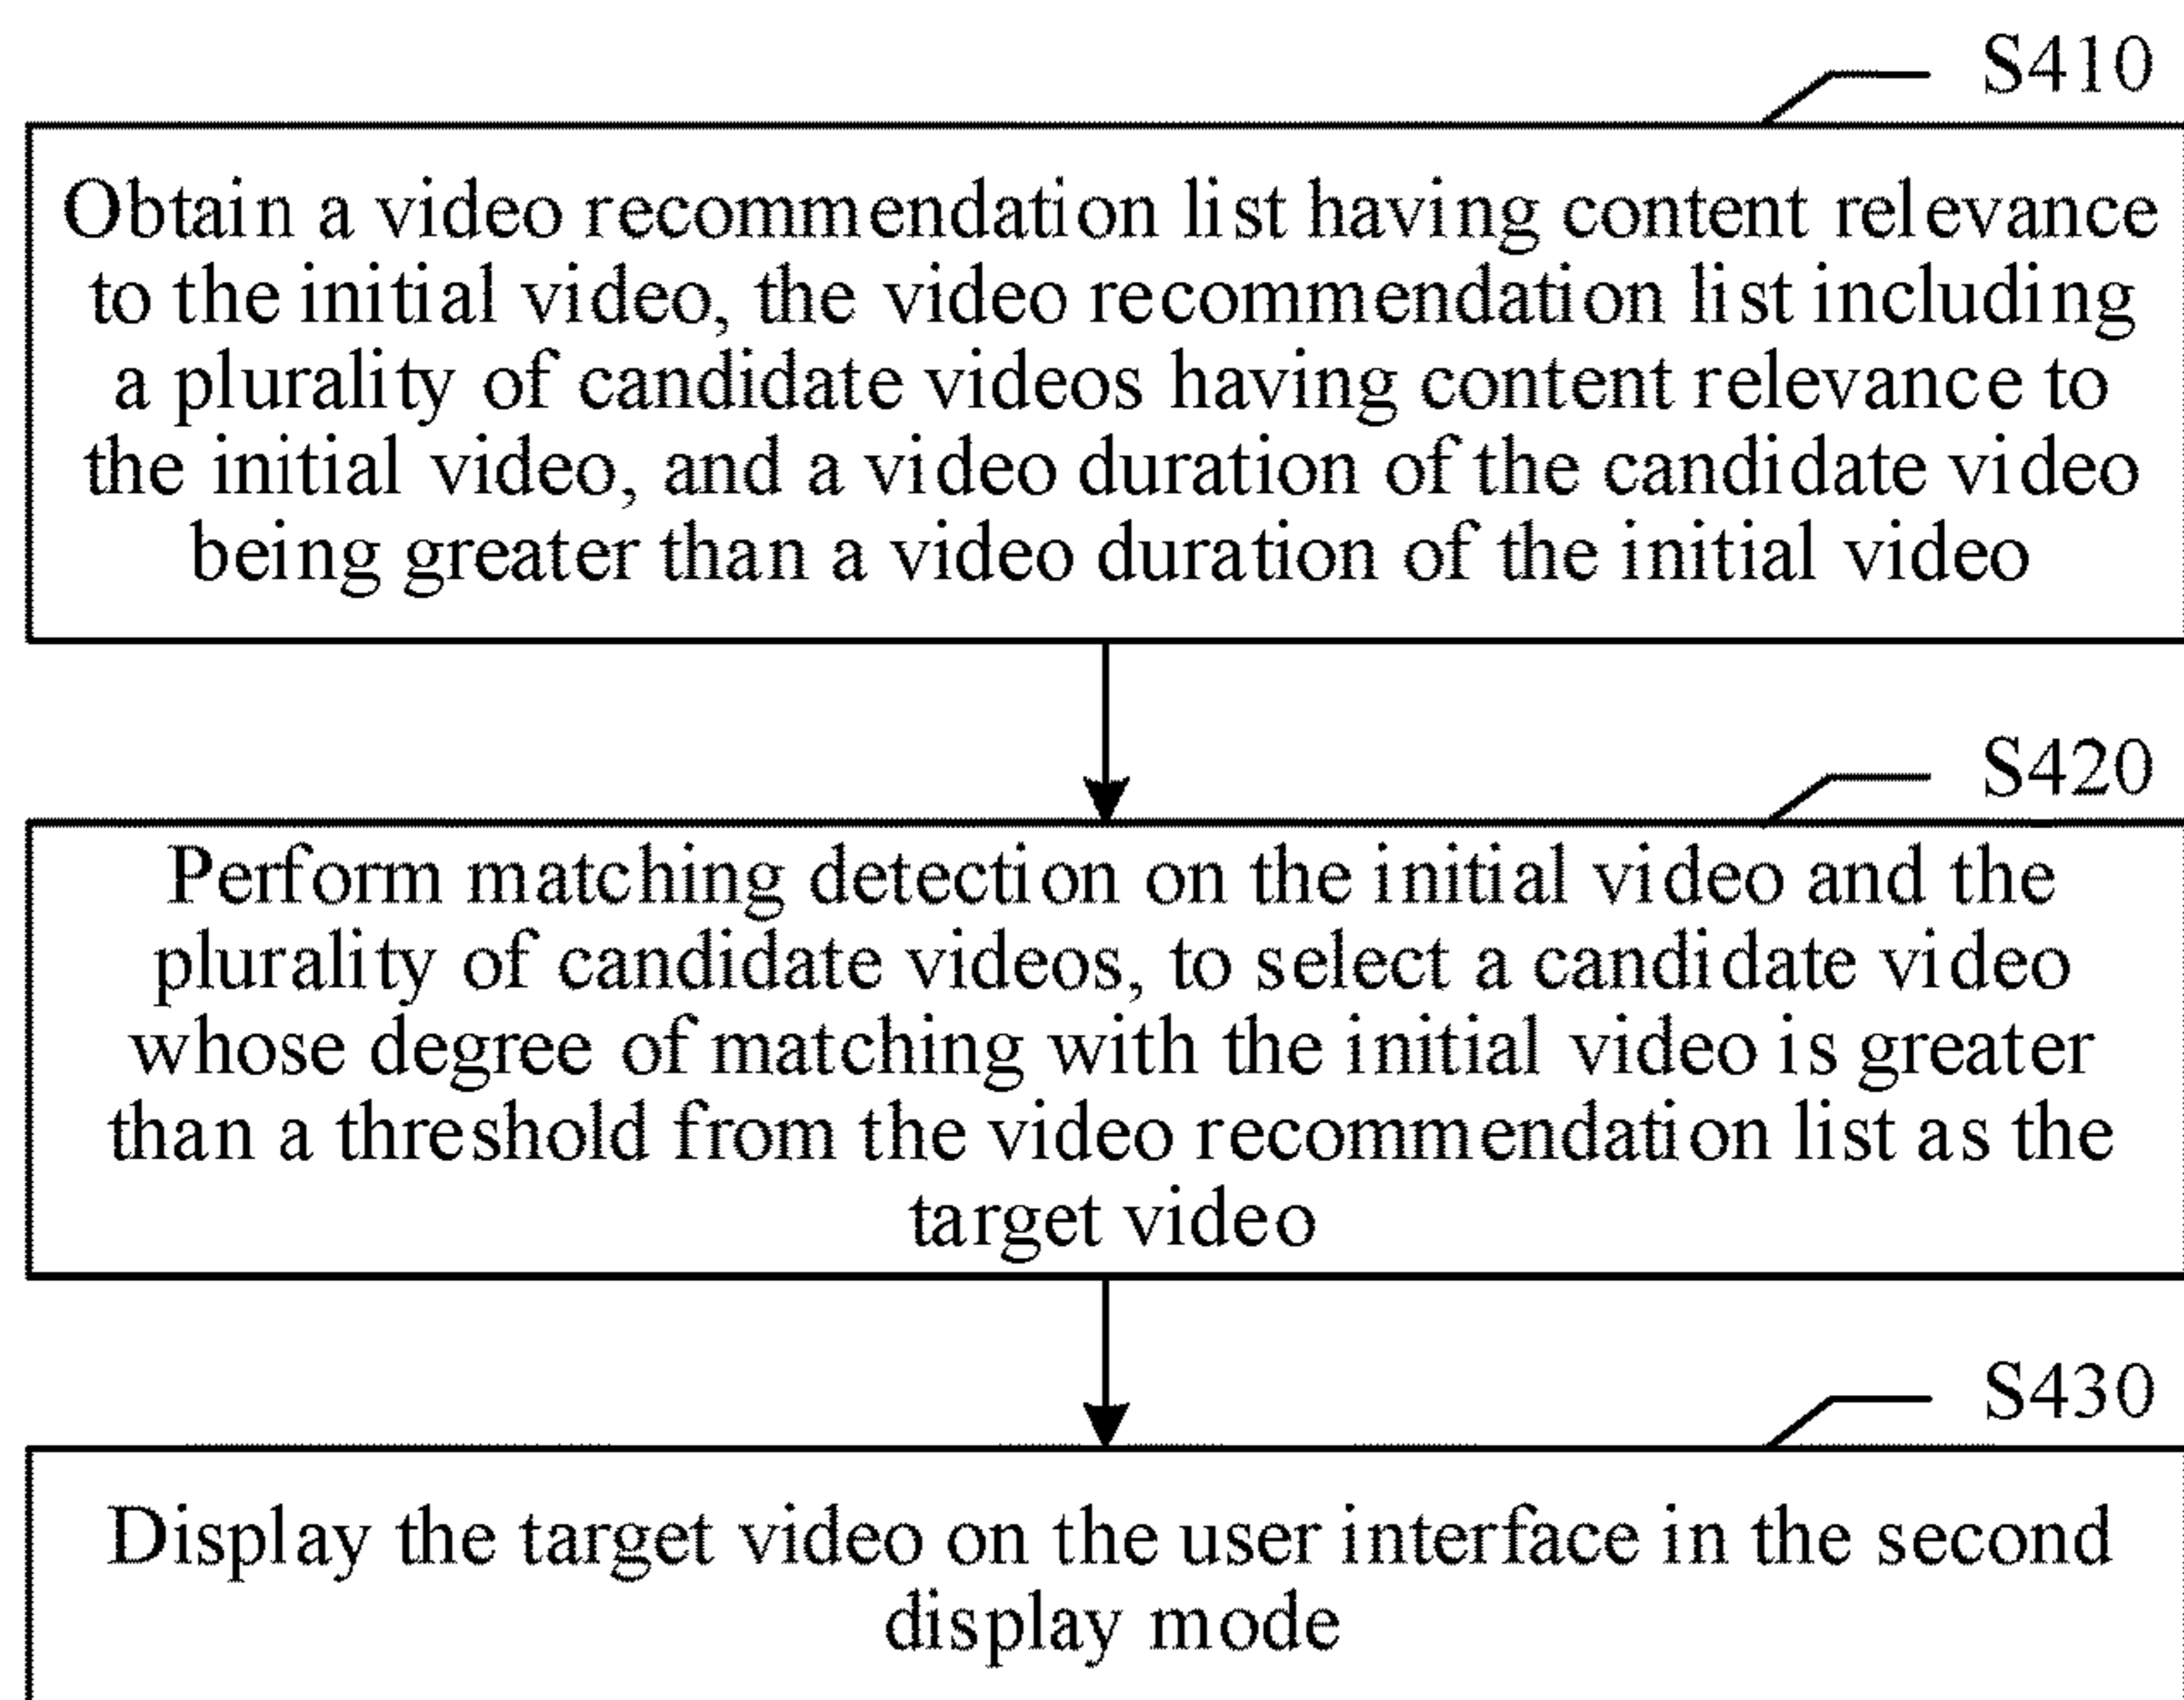 S410
Obtain a video recommendation list having content relevance
to the initial video, the video recommendation list including
a plurality of candidate videos having content relevance to
the initial video, and a video duration of the candidate video
being greater than a video duration of the initial video
S420
Perform matching detection on the initial video and the
plurality of candidate videos, to select a candidate video
whose degree of matching with the initial video is greater
than a threshold from the video recommendation list as the
target video
S430
Display the target video on the user interface in the second
display mode